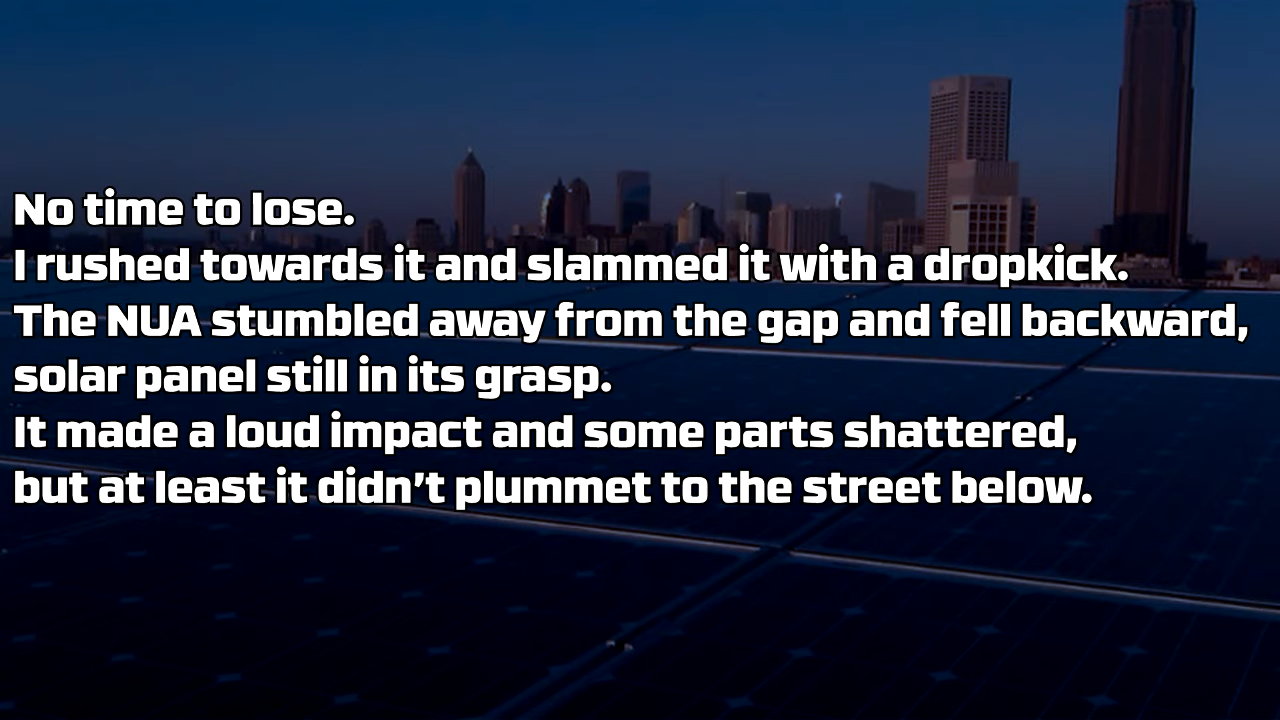 No time to lose.
I rushed towards it and slammed it with a dropkick.
The NUA stumbled away from the gap and fell backward,
solar panel still in its grasp.
It made a loud impact and some parts shattered,
but at least it didn’t plummet to the street below.